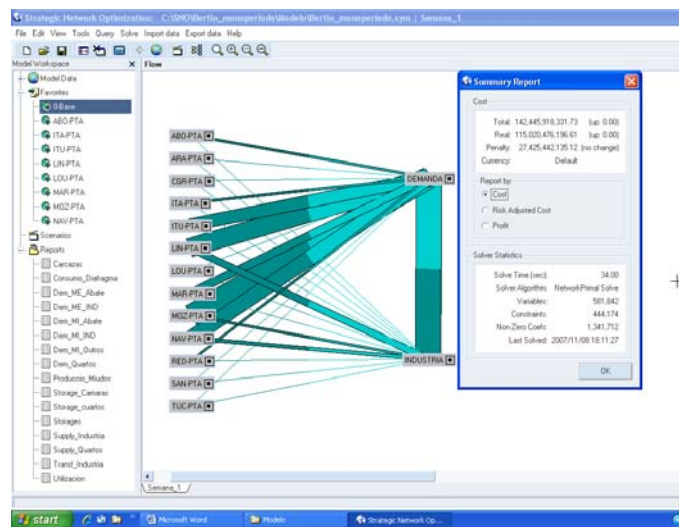 Strategic Network Optimization: C:\SNO\Bertin_monoperiodo\Modelo\Bertin_monoperiodo.sym | Semana_1
File Edit View Tools Query Solve Import data Export data Help
Model Workspace
Flow
Model Data
Favorites
0-Base
ABO-PTA
ITA-PTA
ITU-PTA
LIN-PTA
LOU-PTA
MAR-PTA
MOZ-PTA
NAV-PTA
Scenarios
Reports
Carcazas
Consumo_Diafragma
Dem_ME_Abate
Dem_ME_IND
Dem_MI_Abate
Dem_MI_IND
Dem_MI_Outros
Dem_Quartos
Produccio_Miudos
Storage_Camaras
Storage_cuartos
Storages
Supply_Industria
Supply_Quartos
Transf_Industria
Utilizacion
ABO-PTA
ARA-PTA
CGR-PTA
ITA-PTA
ITU-PTA
LIN-PTA
LOU-PTA
MAR-PTA
MOZ-PTA
NAV-PTA
RED-PTA
SAN-PTA
TUC-PTA
DEMANDA
INDUSTRIA
Semana_1
Summary Report
Cost
Total: 142,445,918,331.73 (up: 0.00)
Real: 115,020,476,196.61 (up: 0.00)
Penalty: 27,425,442,135.12 (no change)
Currency: Default
Report by:
Cost
Risk Adjusted Cost
Profit
Solver Statistics
Solve Time (sec): 34.00
Solver Algorithm: NetworkPrimal Solve
Variables: 581,842
Constraints: 444,174
Non Zero Coefs: 1,341,712
Last Solved: 2007/11/08 18:11:27
OK
start
Microsoft Word
Modelo
Strategic Network Op...